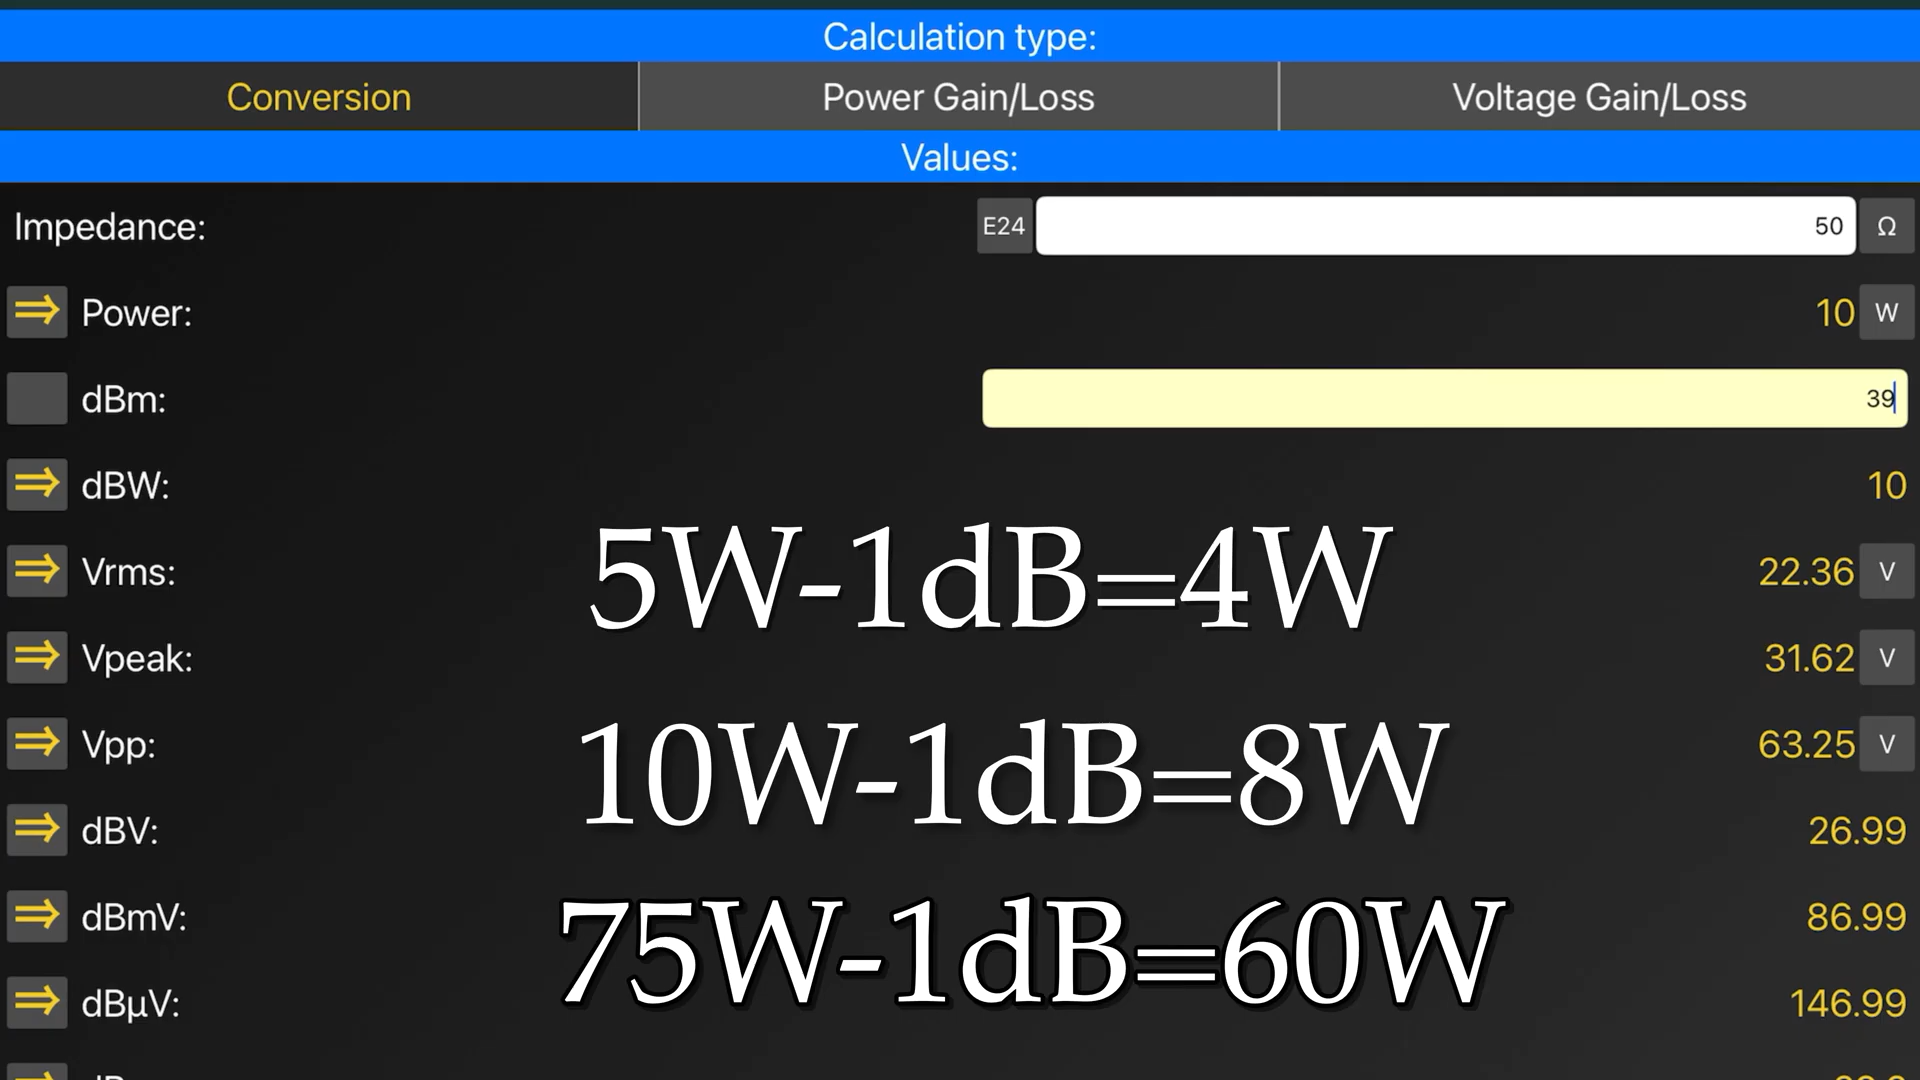 Calculation type:
Conversion Power Gain/Loss Voltage Gain/Loss
Values:
Impedance: E24 50 Ω
Power: 10 W
dBm: 39
dBW: 10
5W-1dB=4W
Vrms: 22.36 V
Vpeak: 31.62 V
10W-1dB=8W
Vpp: 63.25 V
dBV: 26.99
dBmV: 86.99
75W-1dB=60W
dBµV: 146.99